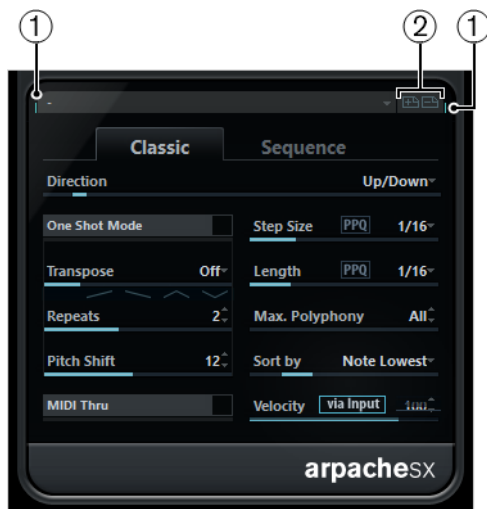 1 2 1
-
Classic Sequence
Direction Up/Down
One Shot Mode Step Size PPQ 1/16
Transpose Off Length PPQ 1/16
Repeats 2 Max. Polyphony All
Pitch Shift 12 Sort by Note Lowest
MIDI Thru Velocity via Input 100
arpachesx